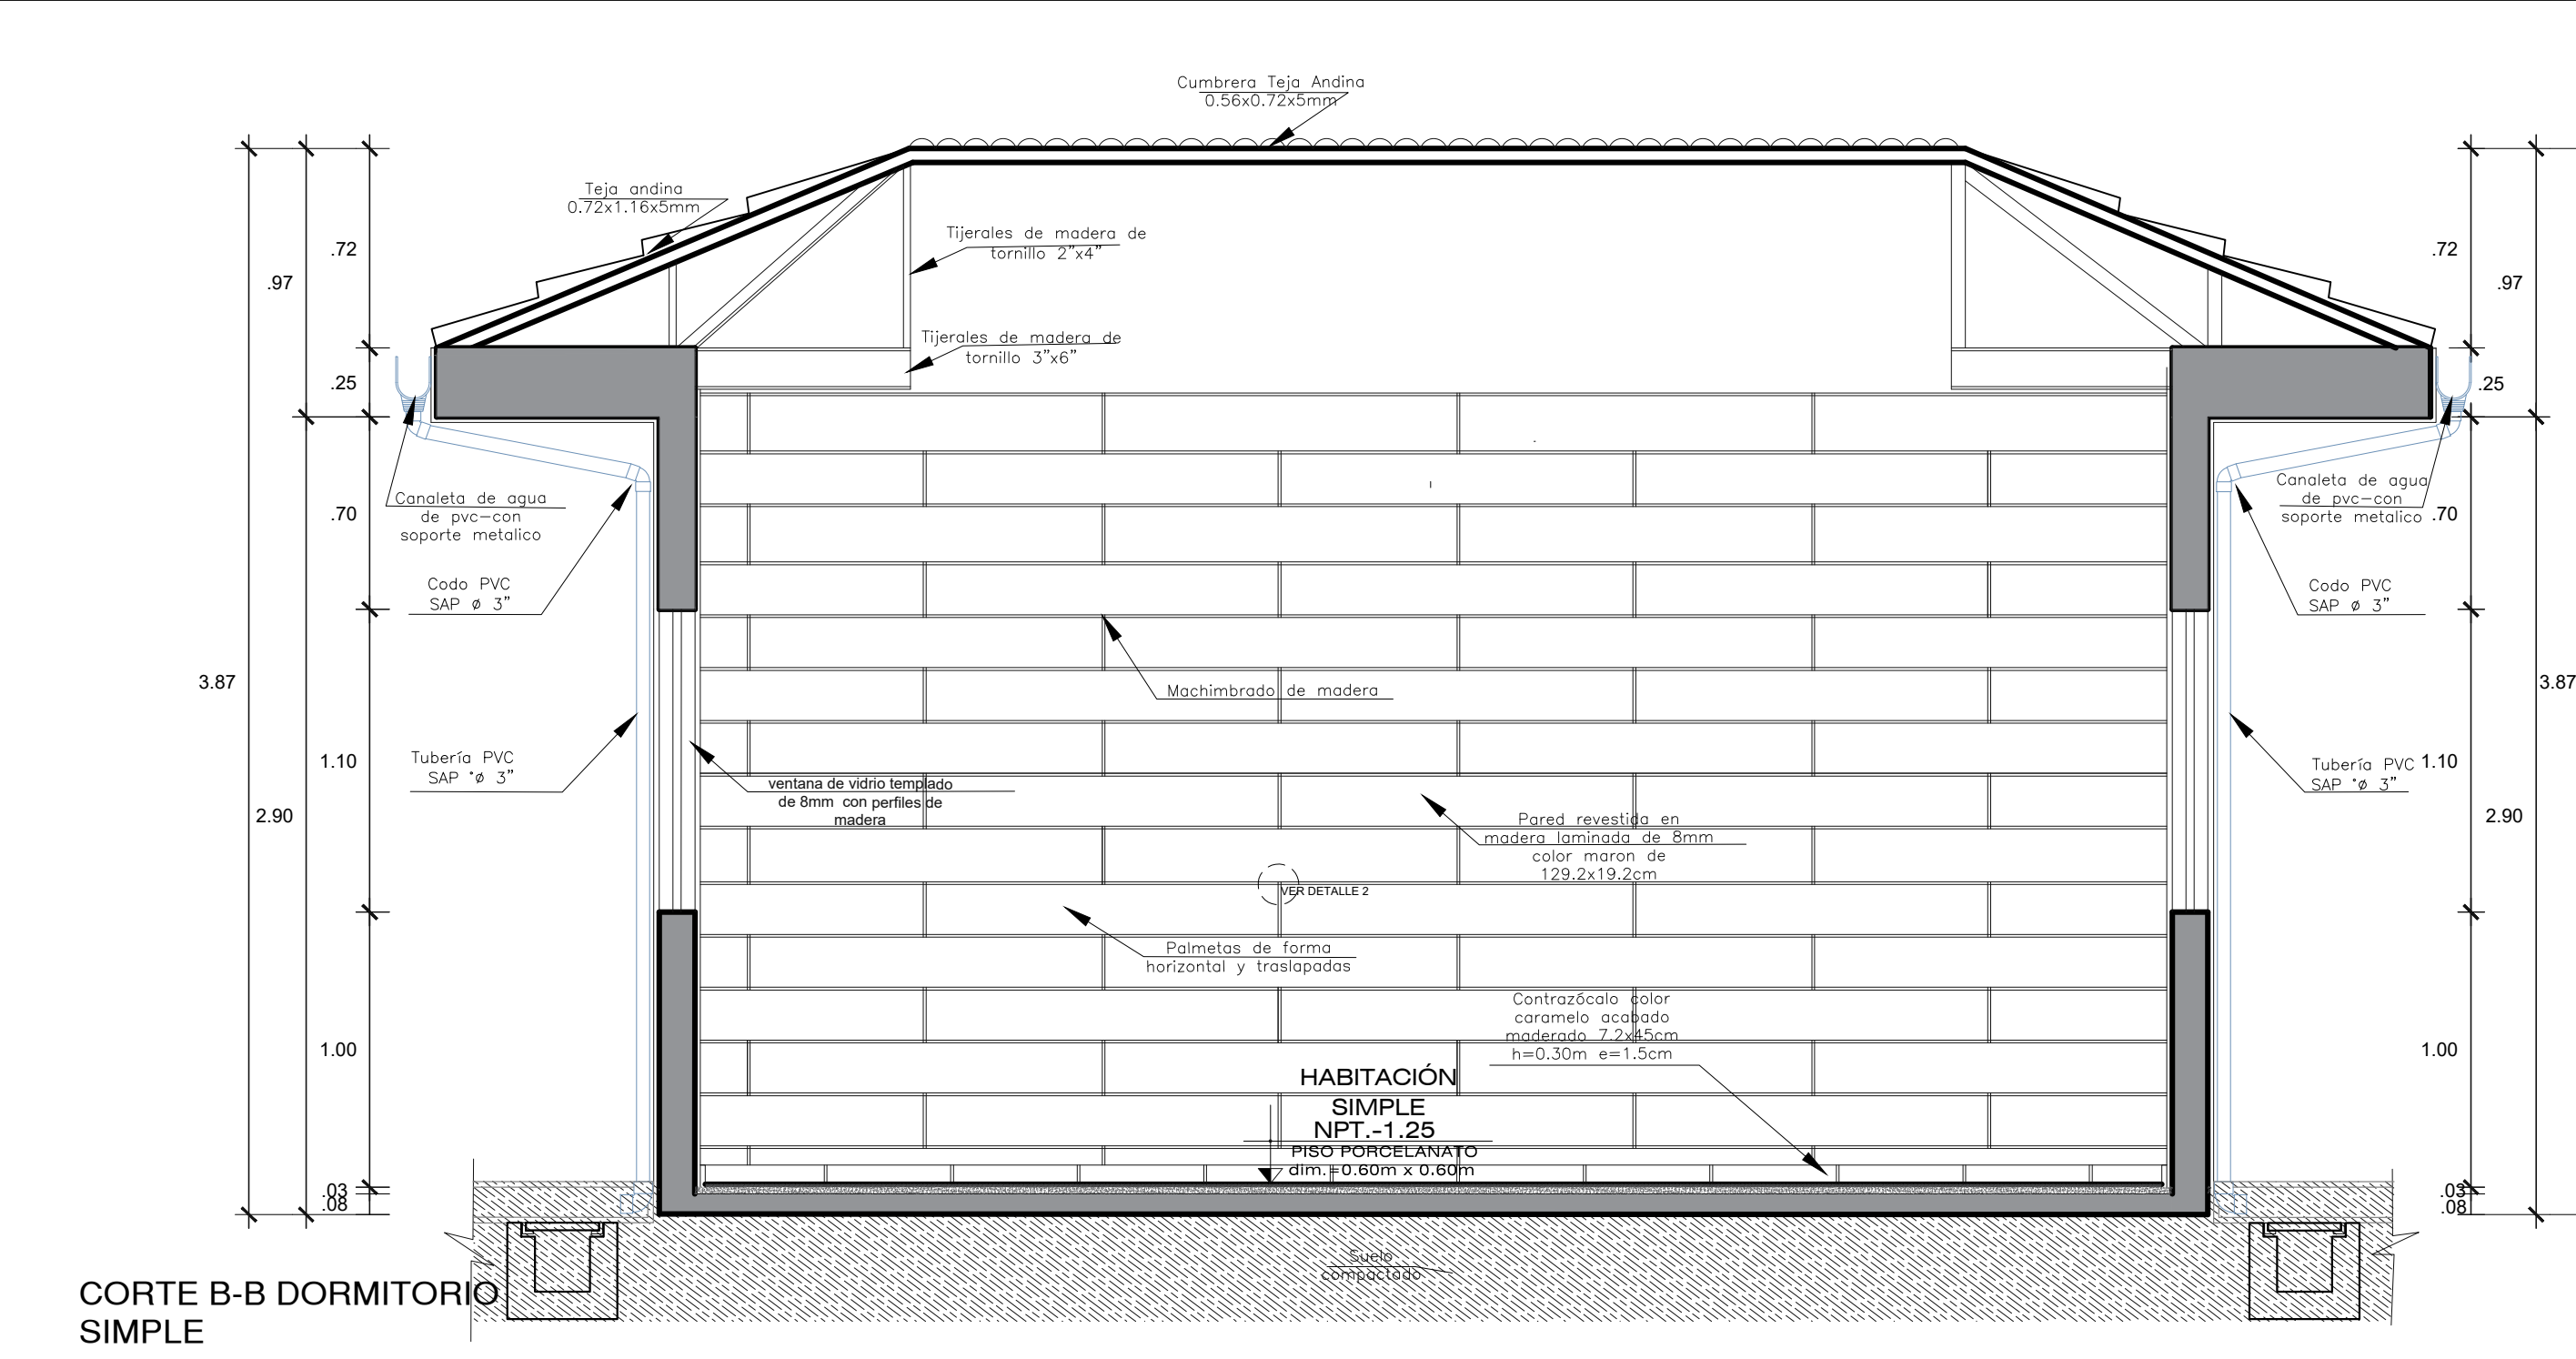 Cumbrera Teja Andina
0.56x0.72x5mm
Teja andina
0.72x1.16x5mm
Tijerales de madera de
tornillo 2"x4"
Tijerales de madera de
tornillo 3"x6"
.72
.97
.25
.70
3.87
1.10
2.90
1.00
.03
.08
Canaleta de agua
de pvc-con
soporte metalico
Codo PVC
SAP ø 3"
Tubería PVC
SAP °ø 3"
ventana de vidrio templado
de 8mm con perfiles de
madera
Machimbrado de madera
Pared revestida en
madera laminada de 8mm
color maron de
129.2x19.2cm
VER DETALLE 2
Palmetas de forma
horizontal y traslapadas
Contrazócalo color
caramelo acabado
maderado 7.2x45cm
h=0.30m e=1.5cm
HABITACIÓN
SIMPLE
NPT.-1.25
PISO PORCELANATO
dim.=0.60m x 0.60m
Suelo
compactado
.72
.97
.25
Canaleta de agua
de pvc-con
soporte metalico
.70
Codo PVC
SAP ø 3"
3.87
Tubería PVC
SAP °ø 3"
1.10
2.90
1.00
.03
.08
CORTE B-B DORMITORIO
SIMPLE